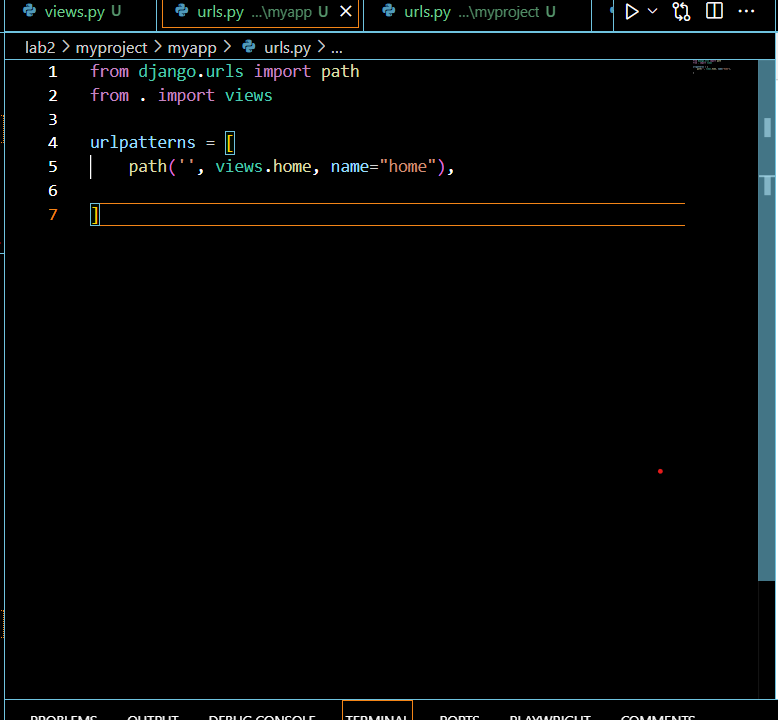 views.py U
urls.py ...\myapp U
urls.py ...\myproject U
lab2 > myproject > myapp > urls.py > ...
1 from django.urls import path
2 from . import views
3
4 urlpatterns = [
5     path('', views.home, name="home"),
6
7 ]
PROBLEMS OUTPUT DEBUG CONSOLE TERMINAL PORTS PLAYWRIGHT COMMENTS